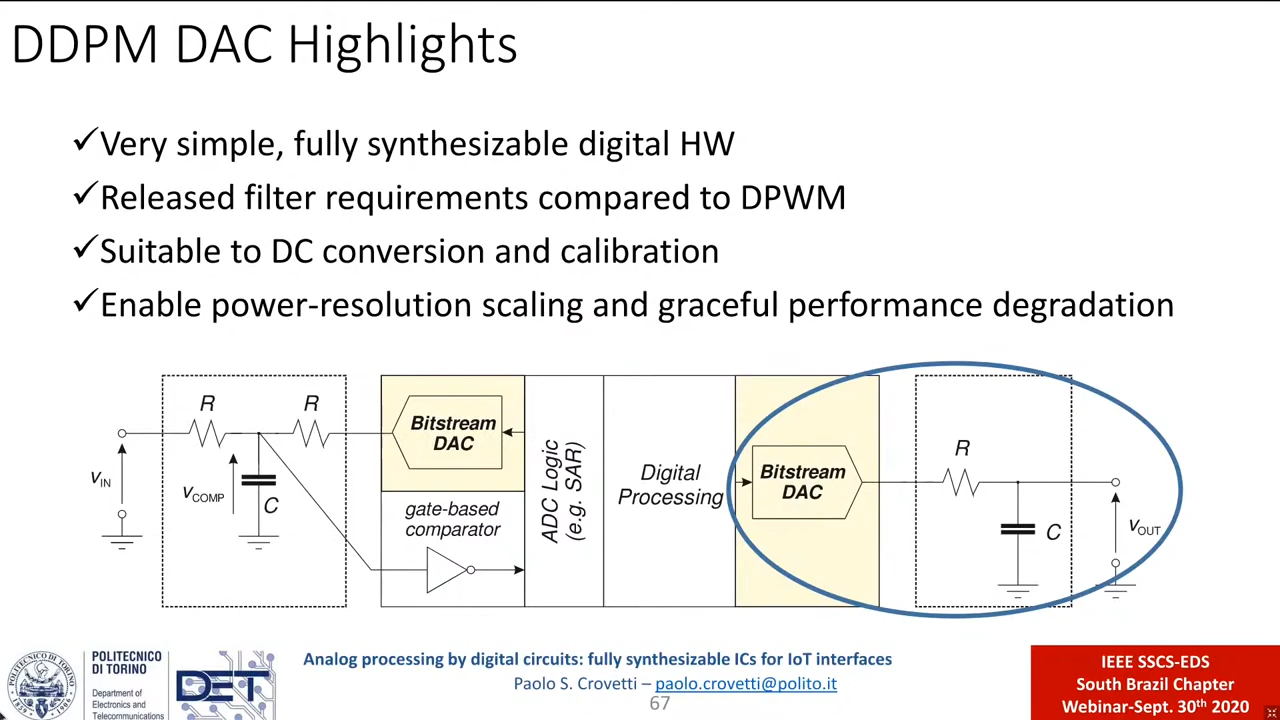 DDPM DAC Highlights
✓Very simple, fully synthesizable digital HW
✓Released filter requirements compared to DPWM
✓Suitable to DC conversion and calibration
✓Enable power-resolution scaling and graceful performance degradation
R
R
vIN
vCOMP
C
Bitstream
DAC
gate-based
comparator
ADC Logic
(e.g. SAR)
Digital
Processing
Bitstream
DAC
R
C
vOUT
POLITECNICO
DI TORINO
Department of
Electronics and
Telecommunications
DET
Analog processing by digital circuits: fully synthesizable ICs for IoT interfaces
Paolo S. Crovetti – paolo.crovetti@polito.it
67
IEEE SSCS-EDS
South Brazil Chapter
Webinar-Sept. 30th 2020